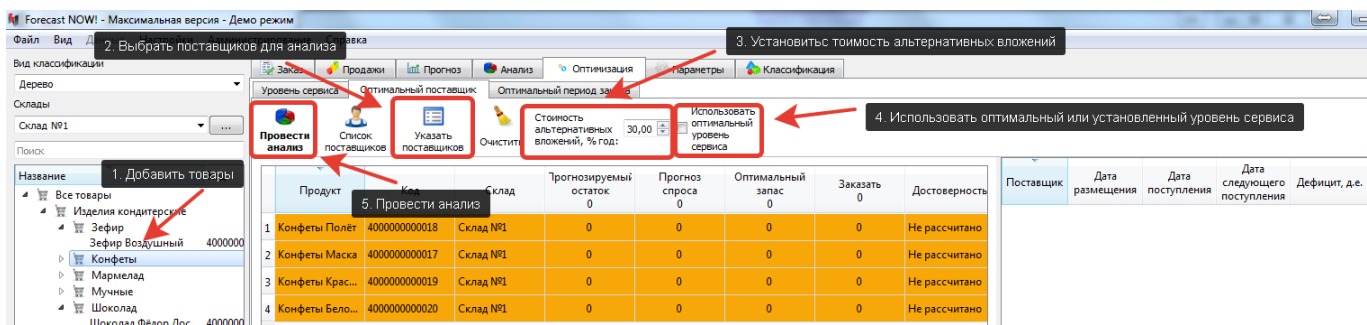 Forecast NOW! - Максимальная версия - Демо режим
Файл Вид Справка
2. Выбрать поставщиков для анализа
3. Установитьс тоимость альтернативных вложений
Вид классификации
Дерево
Склады
Склад №1
...
Поиск
Название
1. Добавить товары
Все товары
Изделия кондитерские
Зефир
Зефир Воздушный 4000000
Конфеты
Мармелад
Мучные
Шоколад
Заказ Продажи Прогноз Анализ Оптимизация Параметры Классификация
Уровень сервиса Оптимальный поставщик Оптимальный период заказа
Провести анализ
Список поставщиков
Указать поставщиков
Очистить
Стоимость
альтернативных
вложений, % год:
30,00
Использовать
оптимальный
уровень
сервиса
4. Использовать оптимальный или установленный уровень сервиса
5. Провести анализ
Продукт Код Склад Прогнозируемый остаток 0 Прогноз спроса 0 Оптимальный запас 0 Заказать 0 Достоверность
1 Конфеты Полёт 4000000000018 Склад №1 0 0 0 0 Не рассчитано
2 Конфеты Маска 4000000000017 Склад №1 0 0 0 0 Не рассчитано
3 Конфеты Крас... 4000000000019 Склад №1 0 0 0 0 Не рассчитано
4 Конфеты Бело... 4000000000020 Склад №1 0 0 0 0 Не рассчитано
Поставщик Дата размещения Дата поступления Дата следующего поступления Дефицит, д.е.